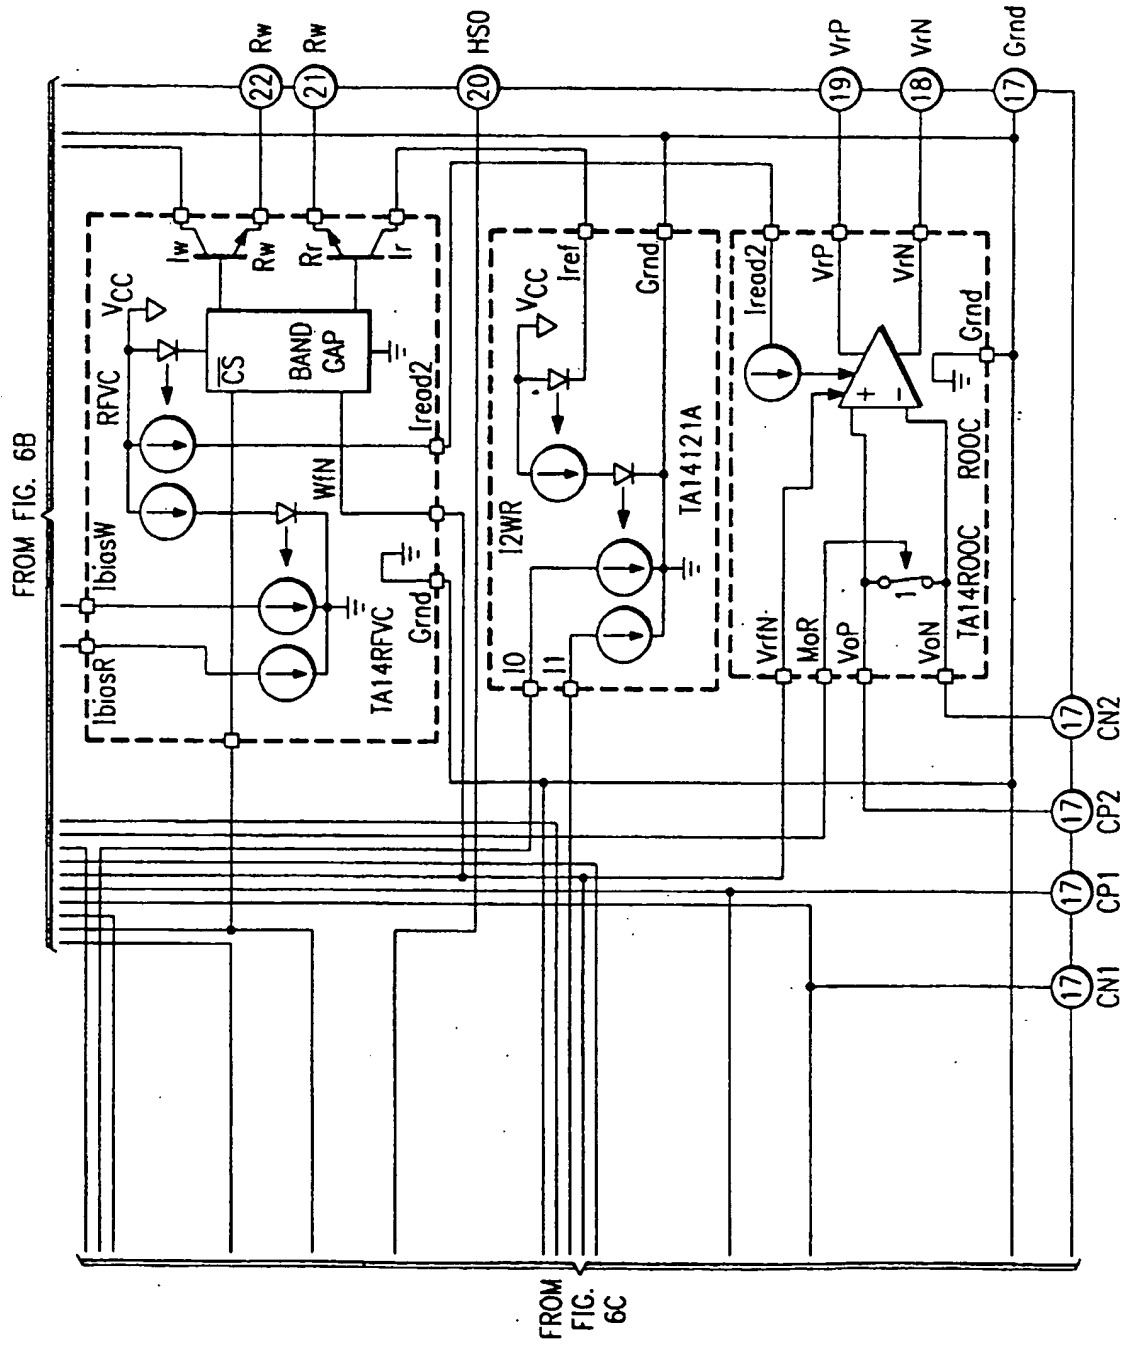 FROM FIG. 6B
22 Rw
21 Rw
20 HSO
19 VrP
18 VrN
17 Grnd
IbiasR
IbiasW
RFVC
VCC
CS
BAND
GAP
Iw
Rw
Rr
Ir
WfN
Iread2
Grnd
TA14RFVC
I2WR
VCC
Iref
Grnd
I0
I1
TA14121A
Iread2
VrP
VrN
Grnd
VrfN
MoR
VoP
VoN
+
-
1
ROOC
TA14ROOC
17 CN2
17 CP2
17 CP1
17 CN1
FROM
FIG.
6C